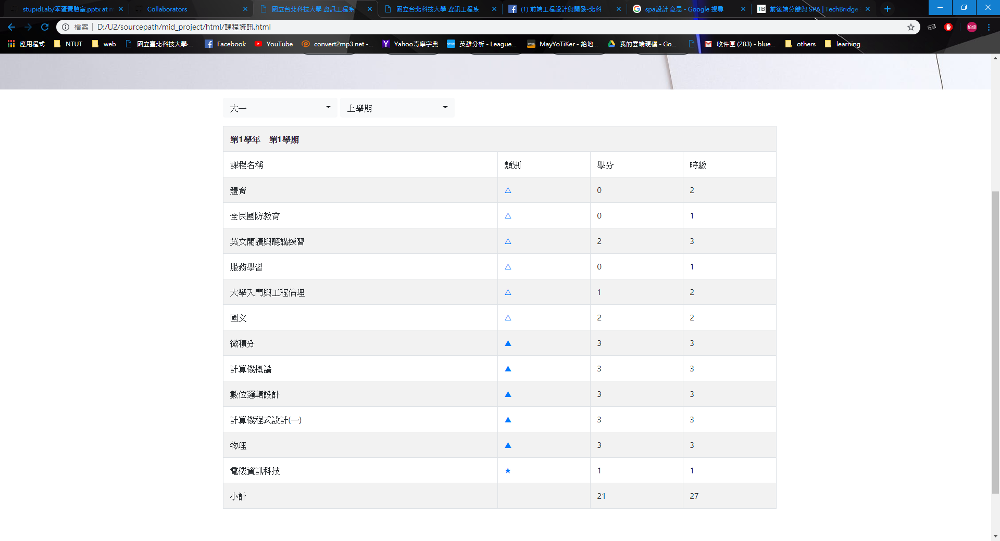 stupidLab/笨蛋實驗室.pptx at m
Collaborators
國立台北科技大學 資訊工程系
國立台北科技大學 資訊工程系
(1) 前端工程設計與開發-北科
spa設計 意思 - Google 搜尋
TB 前後端分離與 SPA | TechBridge
檔案 | D:/U2/sourcepath/mid_project/html/課程資訊.html
柏偉
應用程式
NTUT
web
國立臺北科技大學-...
Facebook
YouTube
convert2mp3.net -...
Yahoo奇摩字典
英雄分析 - League...
MayYoTiKer - 絶地...
我的雲端硬碟 - Go...
收件匣 (283) - blue...
others
learning
大一
上學期
第1學年 第1學期
課程名稱 類別 學分 時數
體育 △ 0 2
全民國防教育 △ 0 1
英文閱讀與聽講練習 △ 2 3
服務學習 △ 0 1
大學入門與工程倫理 △ 1 2
國文 △ 2 2
微積分 ▲ 3 3
計算機概論 ▲ 3 3
數位邏輯設計 ▲ 3 3
計算機程式設計(一) ▲ 3 3
物理 ▲ 3 3
電機資訊科技 ★ 1 1
小計 21 27